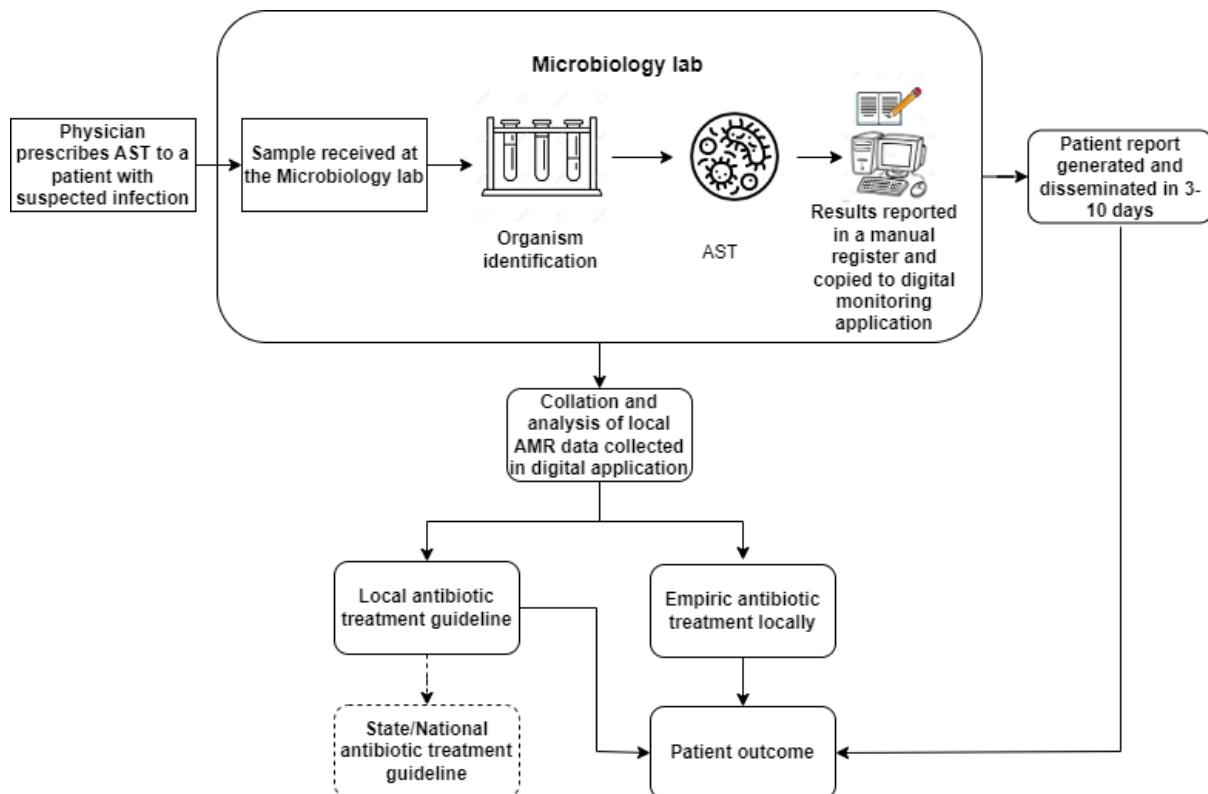 Microbiology lab
Physician
prescribes AST to a
patient with
suspected infection
Sample received at
the Microbiology lab
Organism
identification
AST
Results reported
in a manual
register and
copied to digital
monitoring
application
Patient report
generated and
disseminated in 3-
10 days
Collation and
analysis of local
AMR data collected
in digital application
Local antibiotic
treatment guideline
Empiric antibiotic
treatment locally
State/National
antibiotic treatment
guideline
Patient outcome